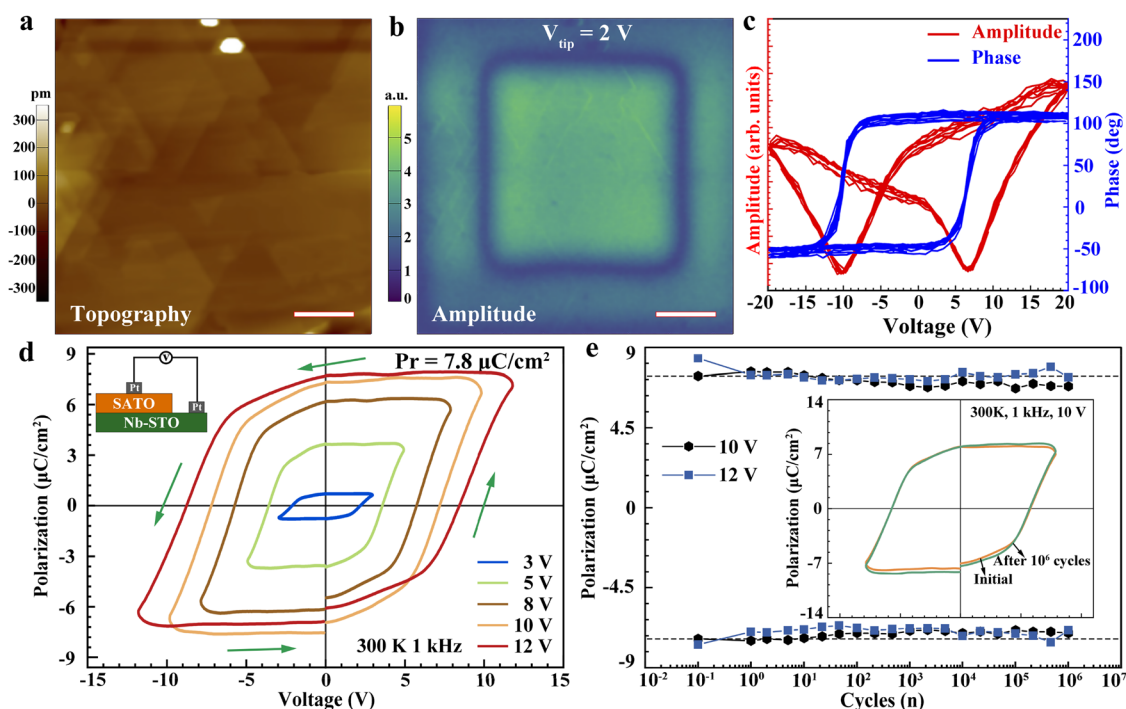 a
pm
300
200
100
0
-100
-200
-300
Topography
b
V_tip = 2 V
a.u.
5
4
3
2
1
0
Amplitude
c
Amplitude
Phase
Amplitude (arb. units)
200
150
100
50
0
-50
-100
Phase (deg)
-20 -10 -5 0 5 10 20
Voltage (V)
d
Pr = 7.8 μC/cm²
V
Pt
SATO
Pt
Nb-STO
Polarization (μC/cm²)
9
6
3
0
-3
-6
-9
3 V
5 V
8 V
10 V
12 V
300 K 1 kHz
-15 -10 -5 0 5 10 15
Voltage (V)
e
Polarization (μC/cm²)
9
4.5
0
-4.5
-9
10 V
12 V
300K, 1 kHz, 10 V
Polarization (μC/cm²)
14
7
0
-7
-14
After 10⁶ cycles
Initial
10⁻² 10⁻¹ 10⁰ 10¹ 10² 10³ 10⁴ 10⁵ 10⁶ 10⁷
Cycles (n)